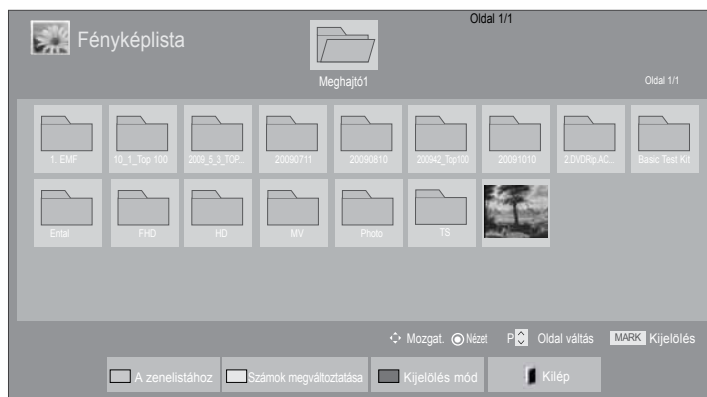 Oldal 1/1
Fényképlista
Meghajtó1
Oldal 1/1
1. EMF
10_1_Top 100
2009_5_3_TOP...
20090711
20090810
200942_Top100
20091010
2.DVDRip.AC...
Basic Test Kit
Ental
FHD
HD
MV
Photo
TS
Mozgat. Nézet P Oldal váltás MARK Kijelölés
A zenelistához Számok megváltoztatása Kijelölés mód Kilép